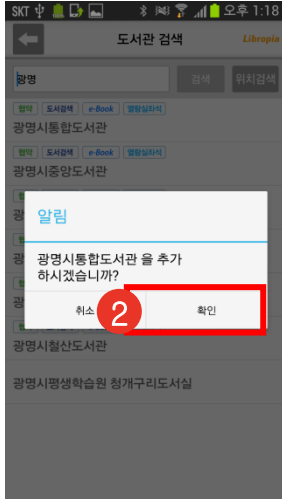 SKT 오후 1:18
도서관 검색 Libropia
광명 검색 위치검색
협약 도서검색 e-Book 열람실좌석
광명시통합도서관
협약 도서검색 e-Book 열람실좌석
광명시중앙도서관
알림
광명시통합도서관 을 추가
하시겠습니까?
취소 2 확인
광명시철산도서관
광명시평생학습원 청개구리도서실